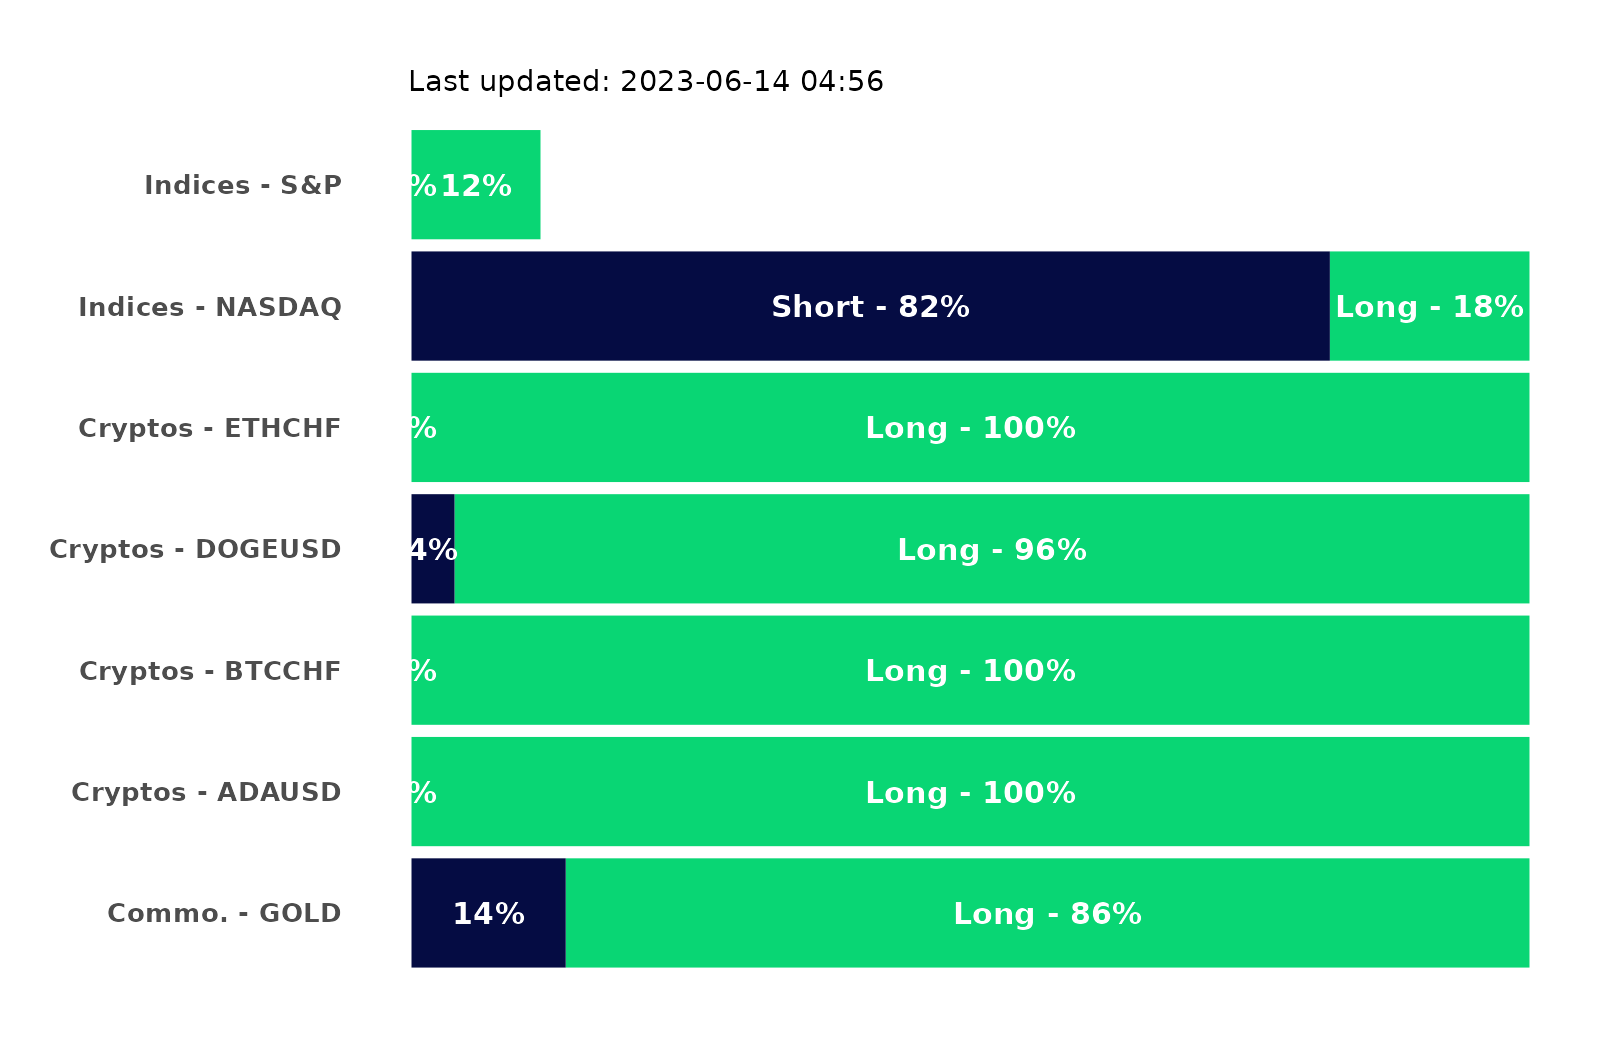 Last updated: 2023-06-14 04:56
Indices - S&P % 12%
Indices - NASDAQ Short - 82% Long - 18%
Cryptos - ETHCHF % Long - 100%
Cryptos - DOGEUSD 4% Long - 96%
Cryptos - BTCCHF % Long - 100%
Cryptos - ADAUSD % Long - 100%
Commo. - GOLD 14% Long - 86%